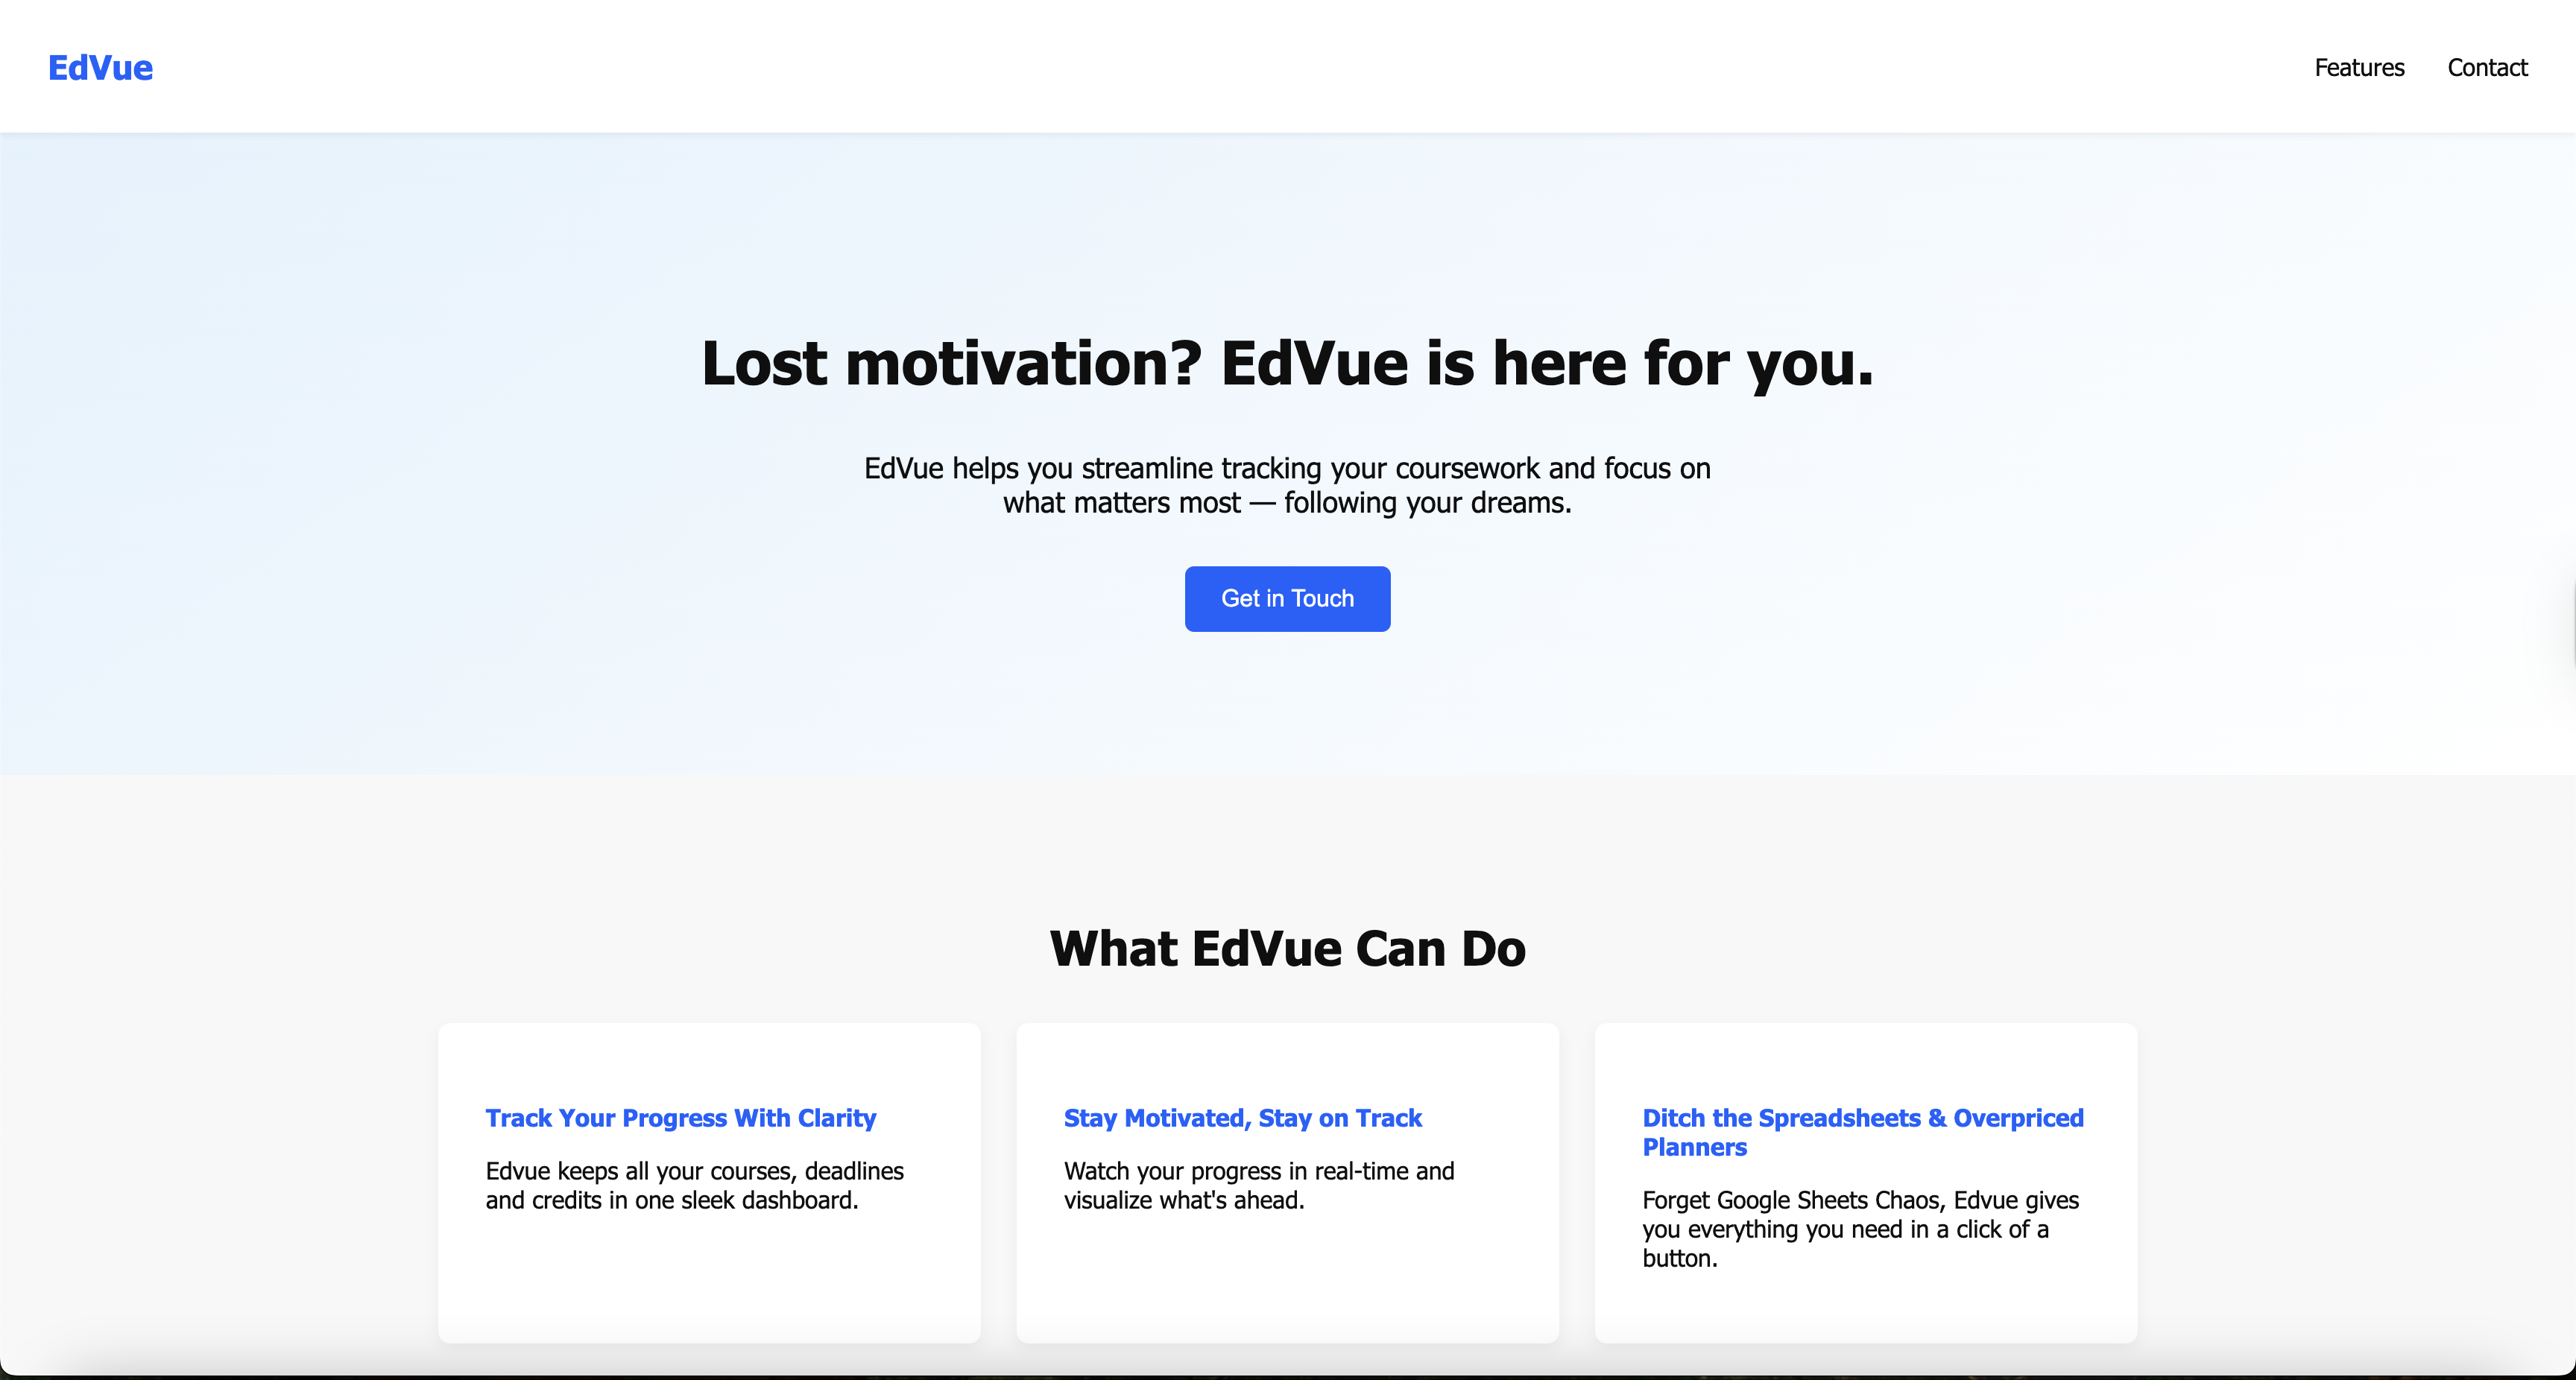 EdVue
Features
Contact
Lost motivation? EdVue is here for you.
EdVue helps you streamline tracking your coursework and focus on
what matters most — following your dreams.
Get in Touch
What EdVue Can Do
Track Your Progress With Clarity
Edvue keeps all your courses, deadlines
and credits in one sleek dashboard.
Stay Motivated, Stay on Track
Watch your progress in real-time and
visualize what's ahead.
Ditch the Spreadsheets & Overpriced
Planners
Forget Google Sheets Chaos, Edvue gives
you everything you need in a click of a
button.